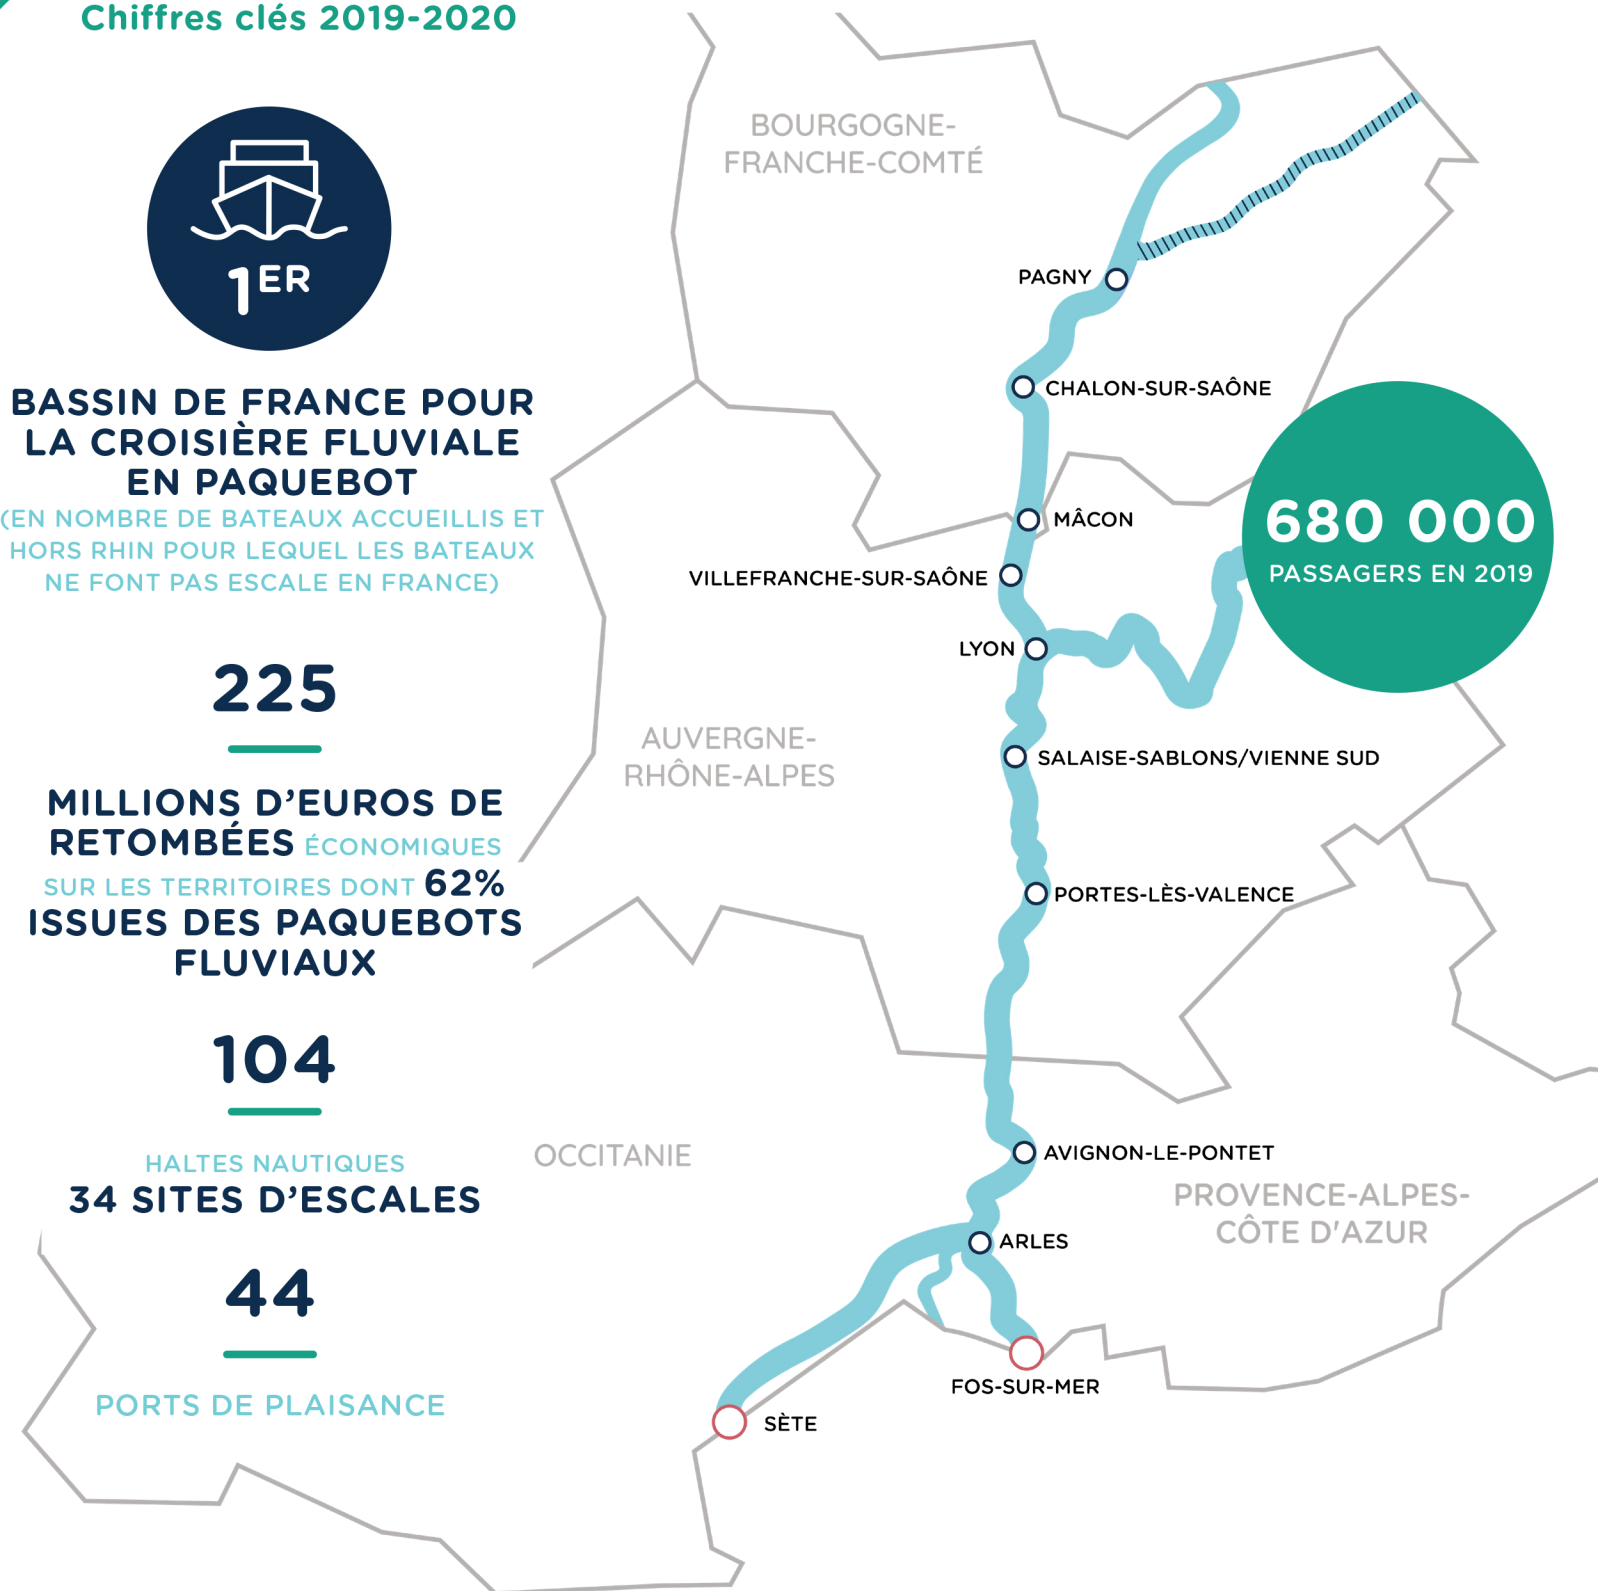 Chiffres clés 2019-2020
1ER
BASSIN DE FRANCE POUR
LA CROISIÈRE FLUVIALE
EN PAQUEBOT
(EN NOMBRE DE BATEAUX ACCUEILLIS ET
HORS RHIN POUR LEQUEL LES BATEAUX
NE FONT PAS ESCALE EN FRANCE)
225
MILLIONS D’EUROS DE
RETOMBÉES ÉCONOMIQUES
SUR LES TERRITOIRES DONT 62%
ISSUES DES PAQUEBOTS
FLUVIAUX
104
HALTES NAUTIQUES
34 SITES D’ESCALES
44
PORTS DE PLAISANCE
BOURGOGNE-
FRANCHE-COMTÉ
PAGNY
CHALON-SUR-SAÔNE
680 000
PASSAGERS EN 2019
MÂCON
VILLEFRANCHE-SUR-SAÔNE
LYON
AUVERGNE-
RHÔNE-ALPES
SALAISE-SABLONS/VIENNE SUD
PORTES-LÈS-VALENCE
OCCITANIE
AVIGNON-LE-PONTET
PROVENCE-ALPES-
CÔTE D'AZUR
ARLES
FOS-SUR-MER
SÈTE